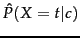 P̂(X = t|c)